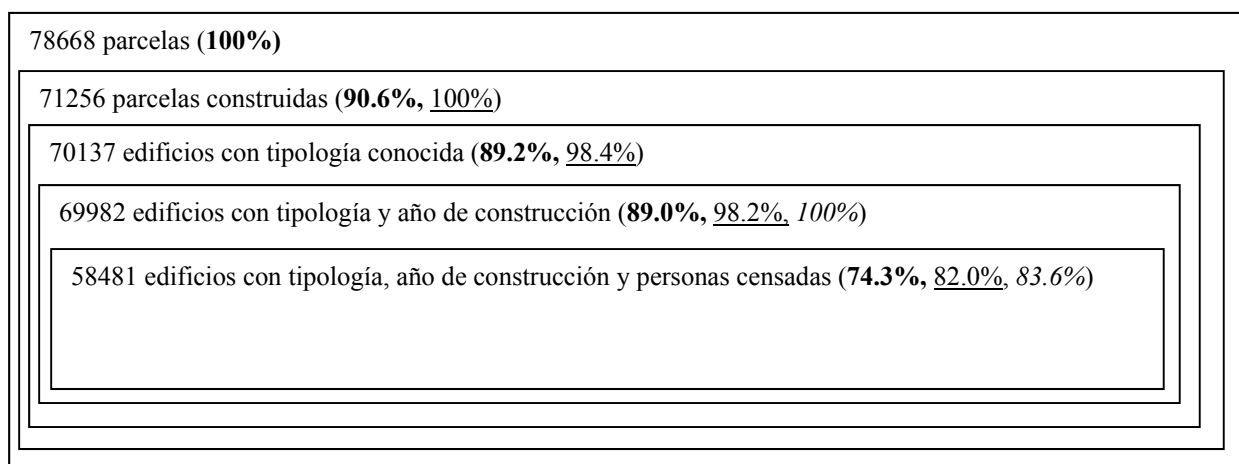 78668 parcelas (100%)
71256 parcelas construidas (90.6%, 100%)
70137 edificios con tipología conocida (89.2%, 98.4%)
69982 edificios con tipología y año de construcción (89.0%, 98.2%, 100%)
58481 edificios con tipología, año de construcción y personas censadas (74.3%, 82.0%, 83.6%)